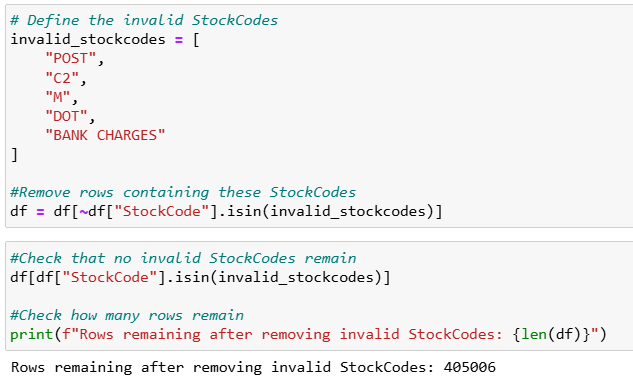 # Define the invalid StockCodes
invalid_stockcodes = [
    "POST",
    "C2",
    "M",
    "DOT",
    "BANK CHARGES"
]

#Remove rows containing these StockCodes
df = df[~df["StockCode"].isin(invalid_stockcodes)]

#Check that no invalid StockCodes remain
df[df["StockCode"].isin(invalid_stockcodes)]

#Check how many rows remain
print(f"Rows remaining after removing invalid StockCodes: {len(df)}")
Rows remaining after removing invalid StockCodes: 405006